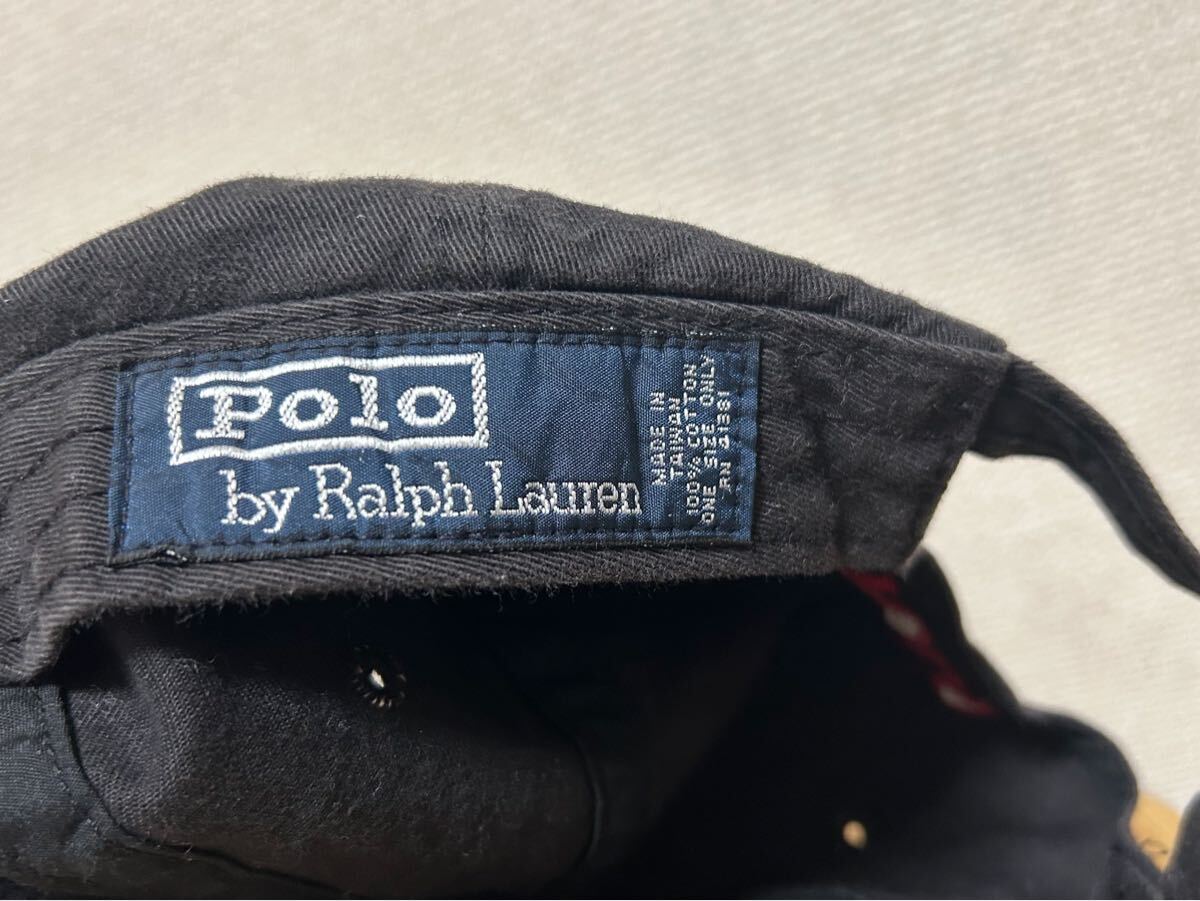 Polo
by Ralph Lauren
MADE IN
TAIWAN
100% COTTON
ONE SIZE ONLY
RN 41381